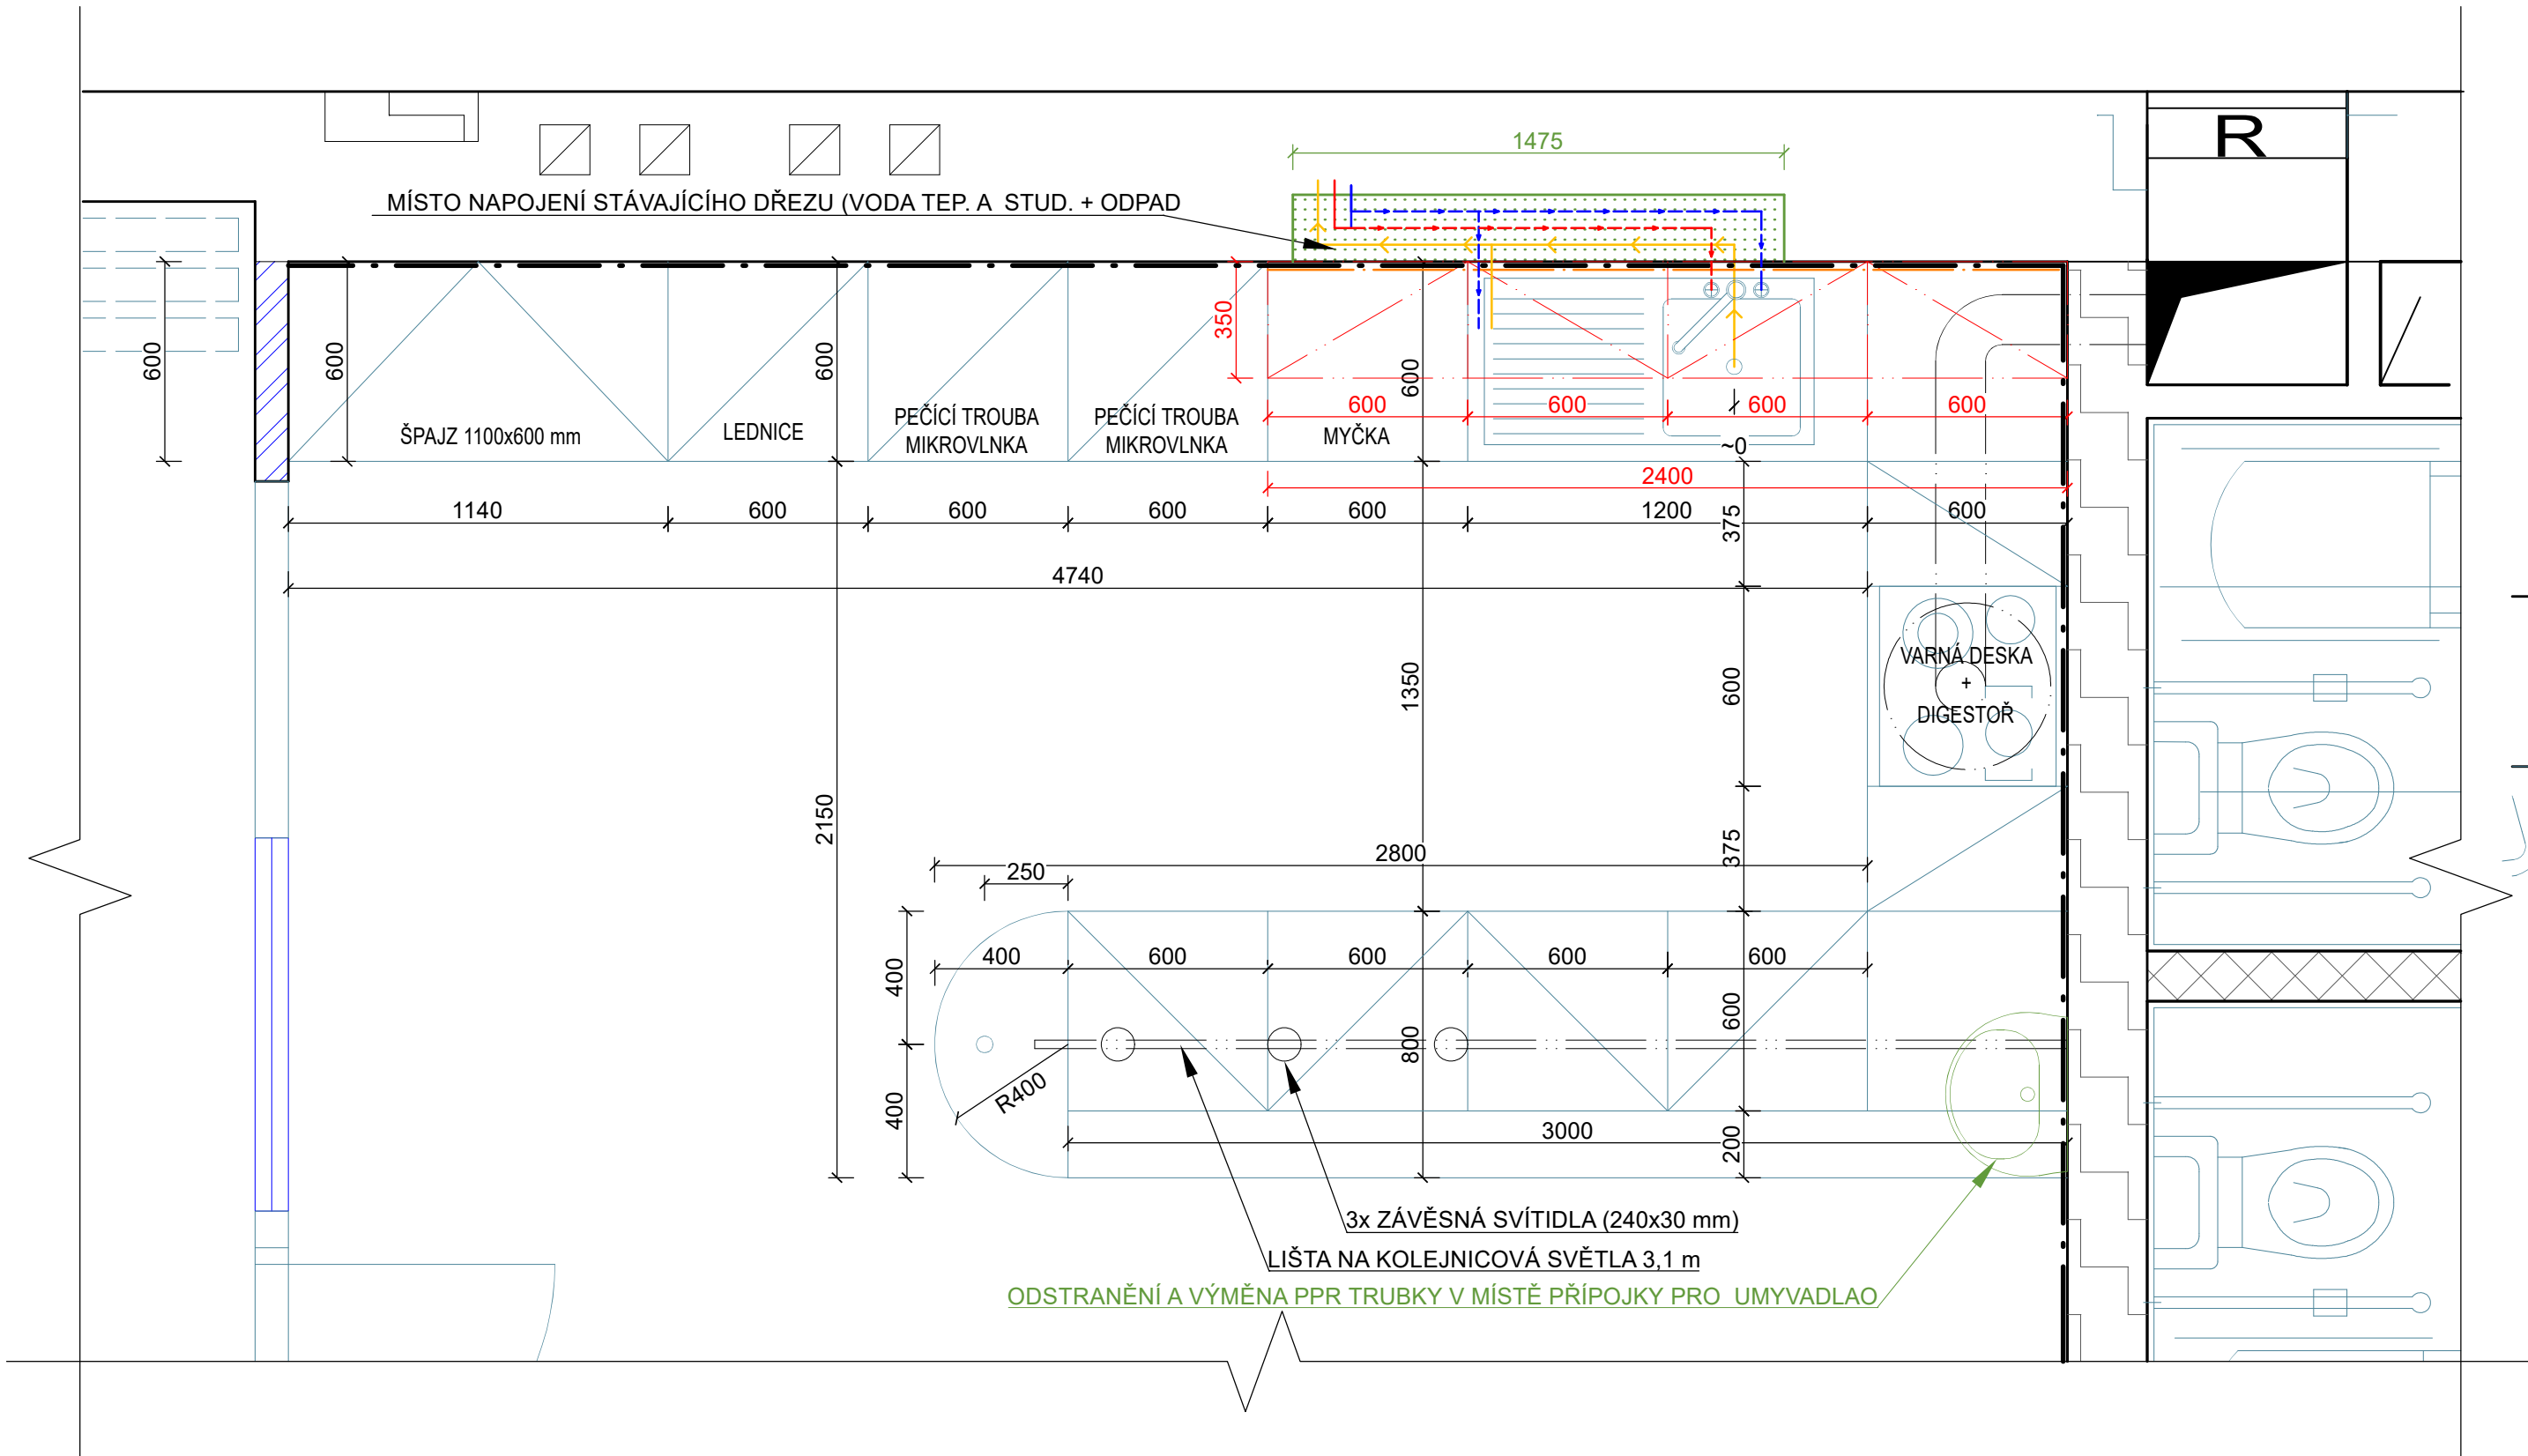 R
1475
MÍSTO NAPOJENÍ STÁVAJÍCÍHO DŘEZU (VODA TEP. A STUD. + ODPAD
350
600
600
600
600
600
600
600
600
ŠPAJZ 1100x600 mm
LEDNICE
PEČÍCÍ TROUBA
MIKROVLNKA
PEČÍCÍ TROUBA
MIKROVLNKA
MYČKA
~0
2400
1140
600
600
600
600
1200
600
375
4740
VARNÁ DESKA
+
DIGESTOŘ
1350
600
2150
375
2800
250
400
400
600
600
600
600
400
800
600
R400
3000
200
3x ZÁVĚSNÁ SVÍTIDLA (240x30 mm)
LIŠTA NA KOLEJNICOVÁ SVĚTLA 3,1 m
ODSTRANĚNÍ A VÝMĚNA PPR TRUBKY V MÍSTĚ PŘÍPOJKY PRO UMYVADLAO